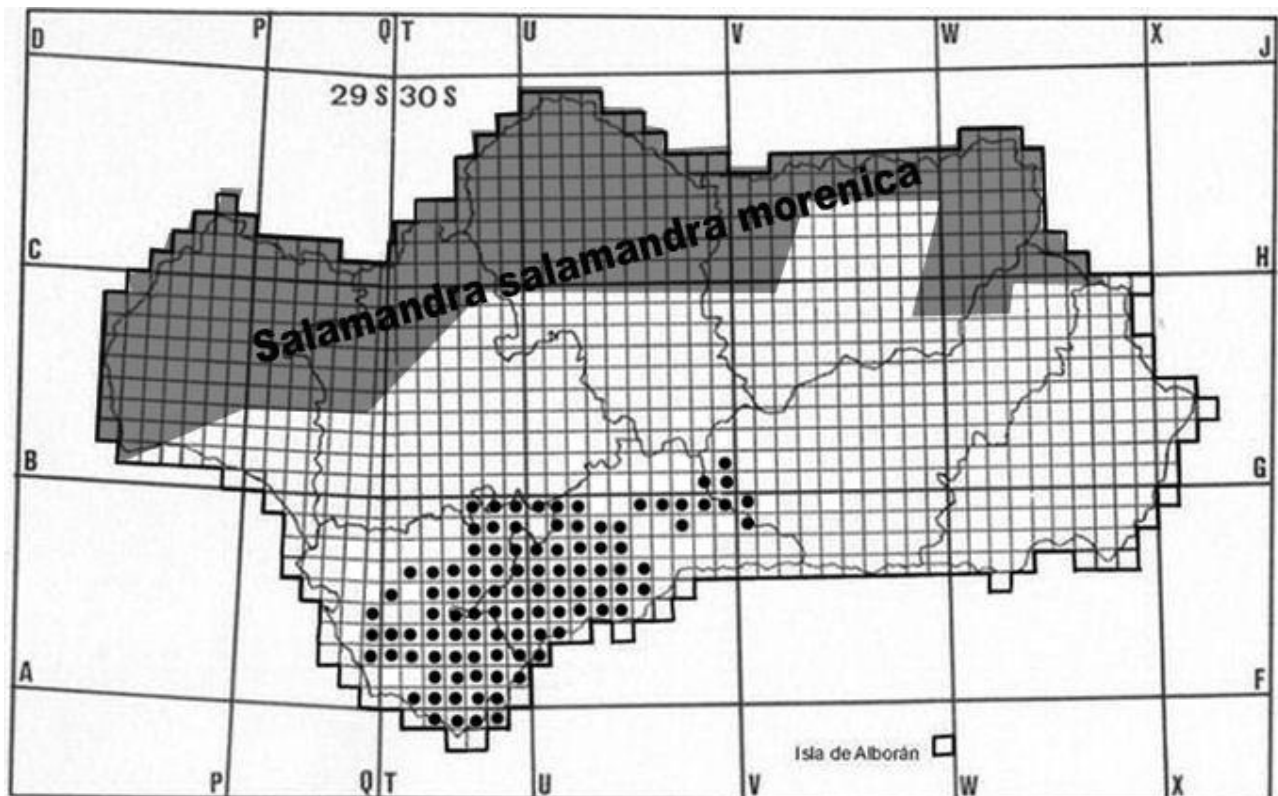 D P Q T U V W X J
29 S 30 S
Salamandra salamandra morenica
C H
B G
A F
Isla de Alborán
P Q T U V W X